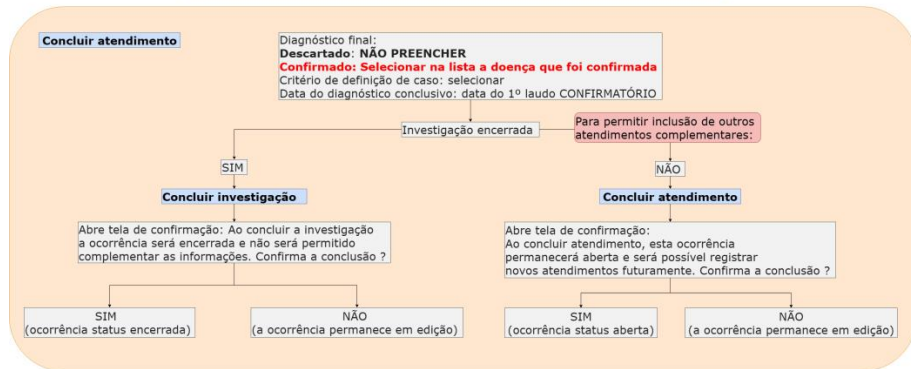 Concluir atendimento
Diagnóstico final:
Descartado: NÃO PREENCHER
Confirmado: Selecionar na lista a doença que foi confirmada
Critério de definição de caso: selecionar
Data do diagnóstico conclusivo: data do 1º laudo CONFIRMATÓRIO
Investigação encerrada
Para permitir inclusão de outros
atendimentos complementares:
SIM
NÃO
Concluir investigação
Concluir atendimento
Abre tela de confirmação: Ao concluir a investigação
a ocorrência será encerrada e não será permitido
complementar as informações. Confirma a conclusão ?
Abre tela de confirmação:
Ao concluir atendimento, esta ocorrência
permanecerá aberta e será possível registrar
novos atendimentos futuramente. Confirma a conclusão ?
SIM
(ocorrência status encerrada)
NÃO
(a ocorrência permanece em edição)
SIM
(ocorrência status aberta)
NÃO
(a ocorrência permanece em edição)